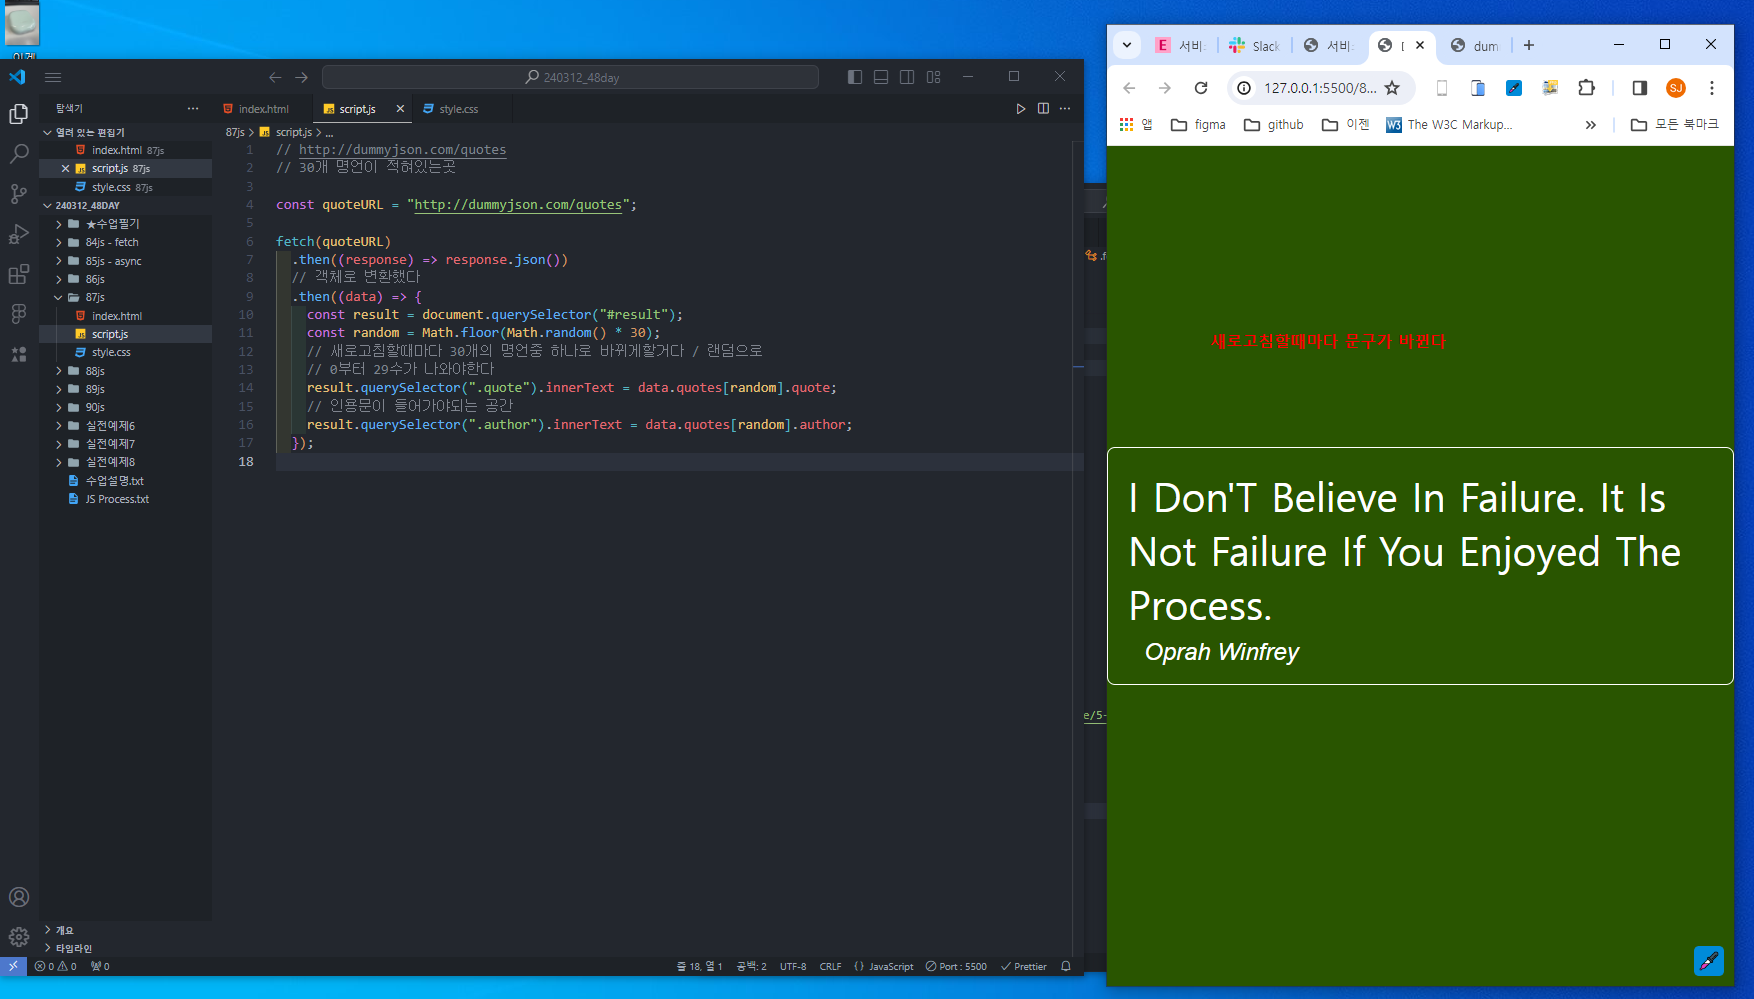 240312_48day
탐색기
index.html
script.js
style.css
열려 있는 편집기
index.html 87js
script.js 87js
style.css 87js
240312_48DAY
★수업필기
84js - fetch
85js - async
86js
87js
index.html
script.js
style.css
88js
89js
90js
실전예제6
실전예제7
실전예제8
수업설명.txt
JS Process.txt
개요
타임라인
87js > script.js > ...
1 // http://dummyjson.com/quotes
2 // 30개 명언이 적혀있는곳
3
4 const quoteURL = "http://dummyjson.com/quotes";
5
6 fetch(quoteURL)
7 .then((response) => response.json())
8 // 객체로 변환했다
9 .then((data) => {
10 const result = document.querySelector("#result");
11 const random = Math.floor(Math.random() * 30);
12 // 새로고침할때마다 30개의 명언중 하나로 바뀌게할거다 / 랜덤으로
13 // 0부터 29수가 나와야한다
14 result.querySelector(".quote").innerText = data.quotes[random].quote;
15 // 인용문이 들어가야되는 공간
16 result.querySelector(".author").innerText = data.quotes[random].author;
17 });
18
0 0 0
줄 18, 열 1 공백: 2 UTF-8 CRLF {} JavaScript Port : 5500 Prettier
e/5-
서비 Slack 서비 dum
127.0.0.1:5500/8...
SJ
앱 figma github 이젠 W3 The W3C Markup... 모든 북마크
새로고침할때마다 문구가 바뀐다
I Don'T Believe In Failure. It Is
Not Failure If You Enjoyed The
Process.
Oprah Winfrey